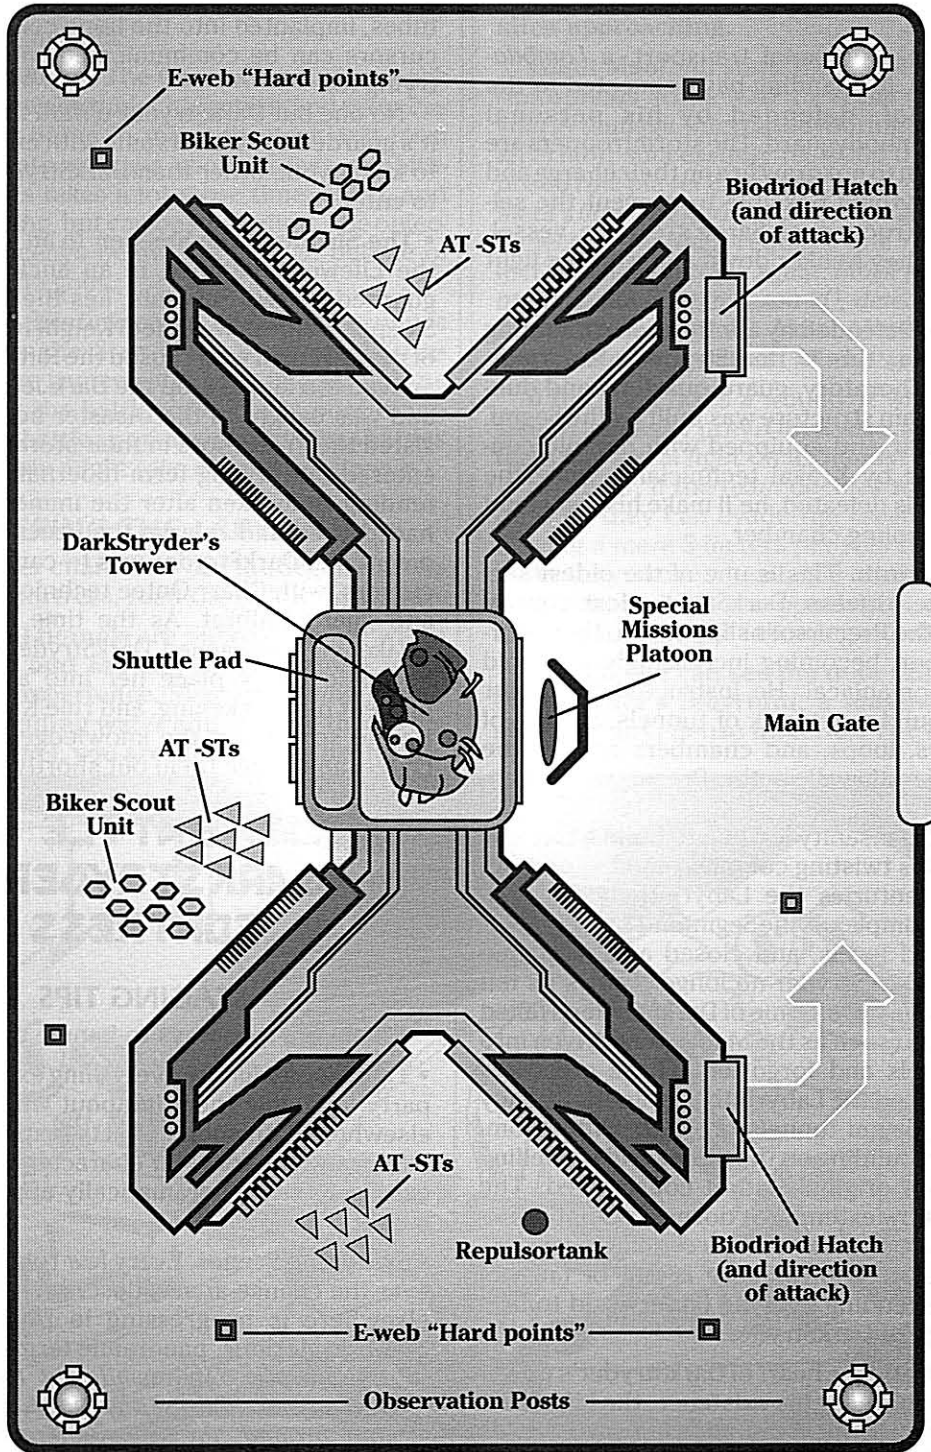 E-web “Hard points”
Biker Scout
Unit
AT -STs
Biodriod Hatch
(and direction
of attack)
DarkStryder’s
Tower
Shuttle Pad
Special
Missions
Platoon
Main Gate
AT -STs
Biker Scout
Unit
AT -STs
Repulsortank
Biodriod Hatch
(and direction
of attack)
E-web “Hard points”
Observation Posts